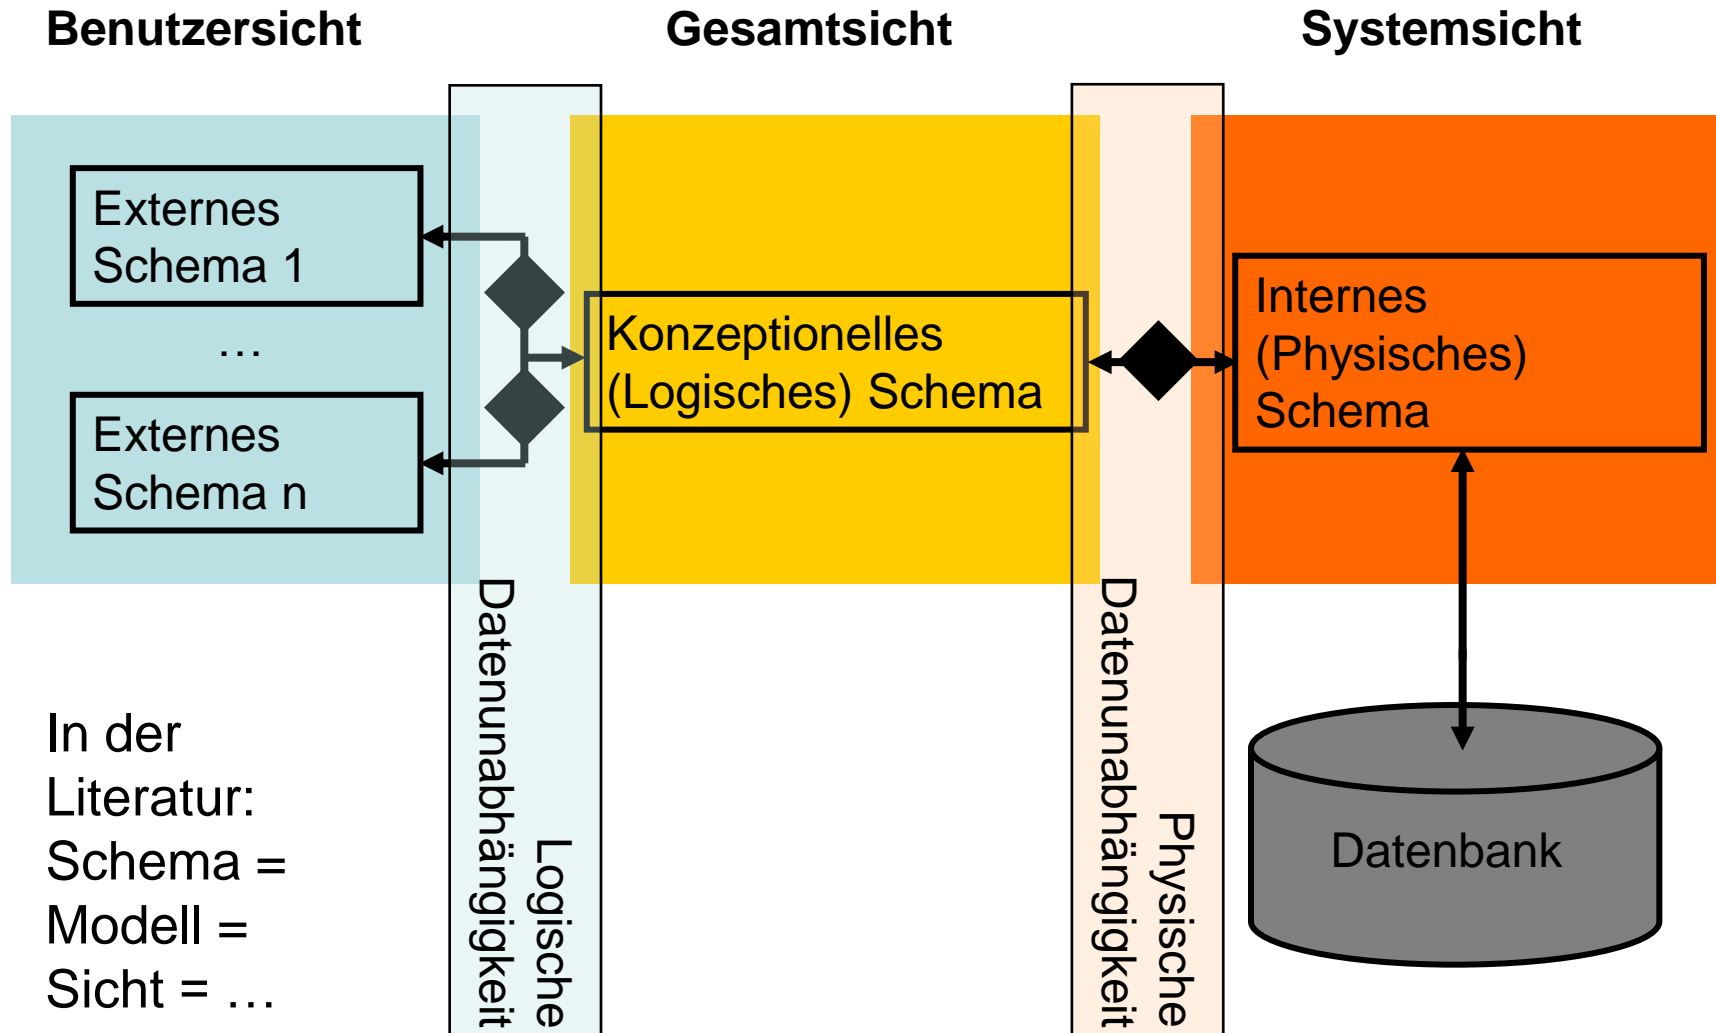 Benutzersicht
Gesamtsicht
Systemsicht
Externes
Schema 1
…
Externes
Schema n
Konzeptionelles
(Logisches) Schema
Internes
(Physisches)
Schema
Logische
Datenunabhängigkeit
Physische
Datenunabhängigkeit
Datenbank
In der
Literatur:
Schema =
Modell =
Sicht = …